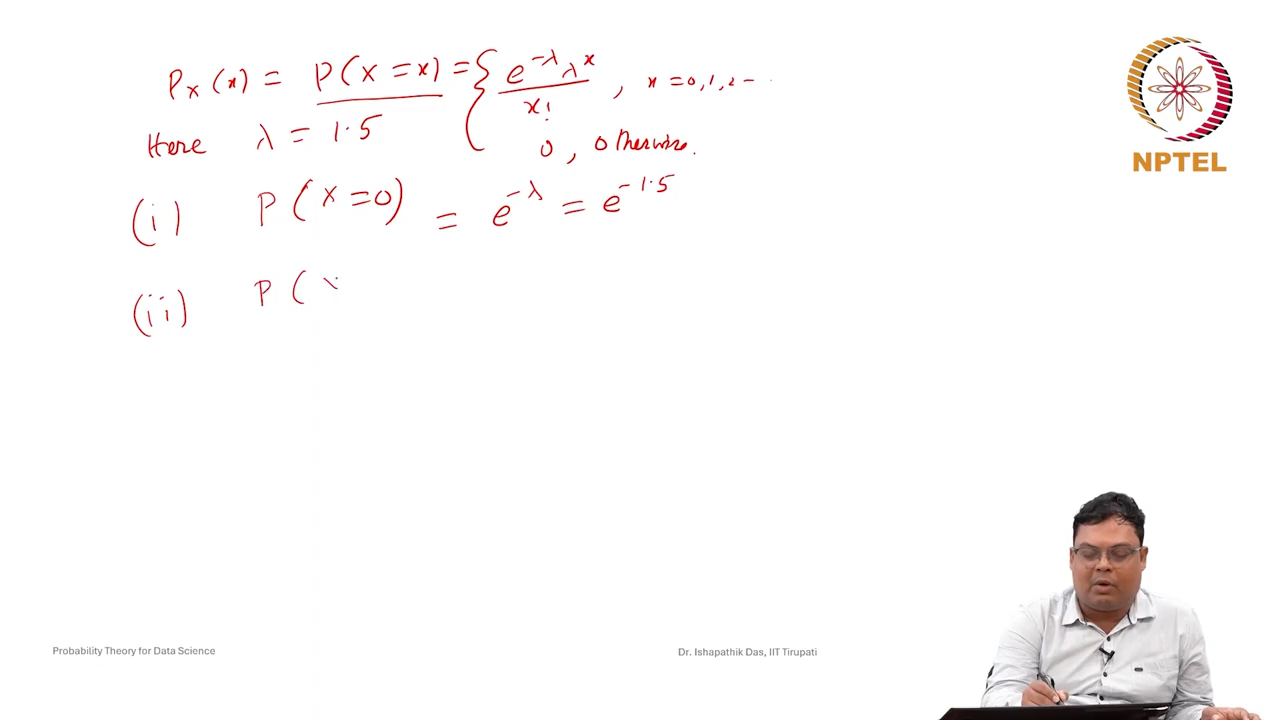 Pₓ(x) = P(X = x) = { e^{-λ} λ^x / x! , x = 0, 1, 2 - -
Here λ = 1.5 0 , otherwise.
(i) P(X = 0) = e^{-λ} = e^{-1.5}
(ii) P( X
NPTEL
Probability Theory for Data Science
Dr. Ishapathik Das, IIT Tirupati